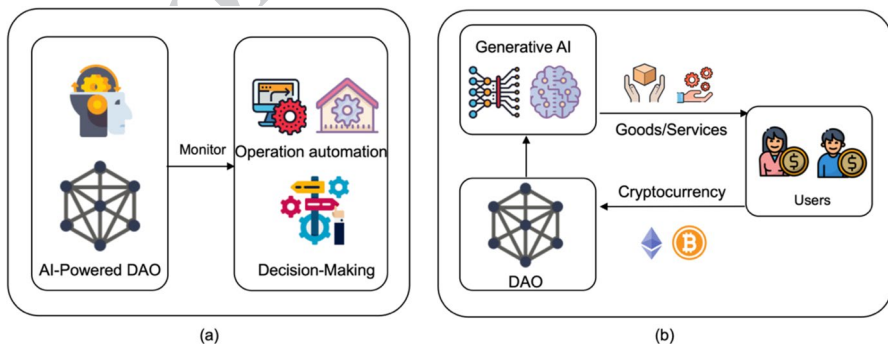 Monitor
Operation automation
AI-Powered DAO
Decision-Making
(a)
Generative AI
Goods/Services
Cryptocurrency
Users
DAO
(b)